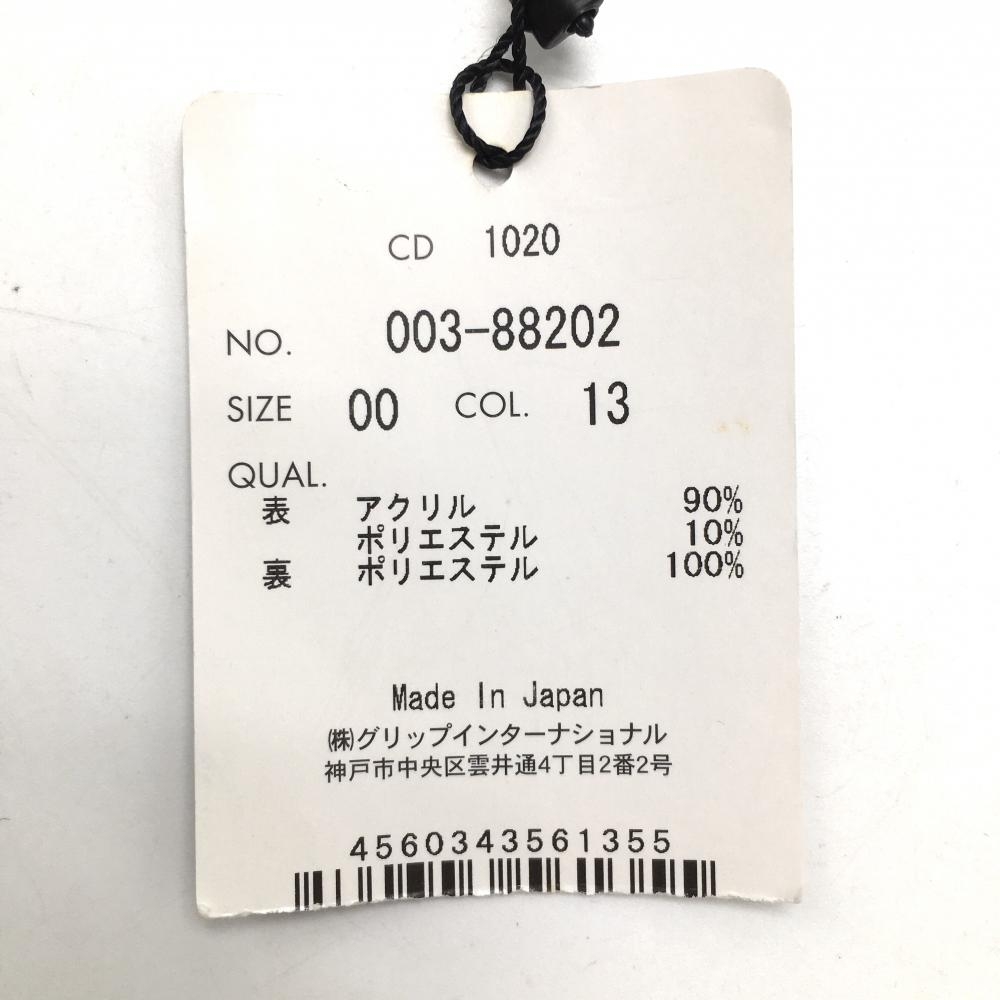 CD 1020
NO. 003-88202
SIZE 00 COL. 13
QUAL.
表 アクリル 90%
ポリエステル 10%
裏 ポリエステル 100%
Made In Japan
㈱グリップインターナショナル
神戸市中央区雲井通4丁目2番2号
4560343561355